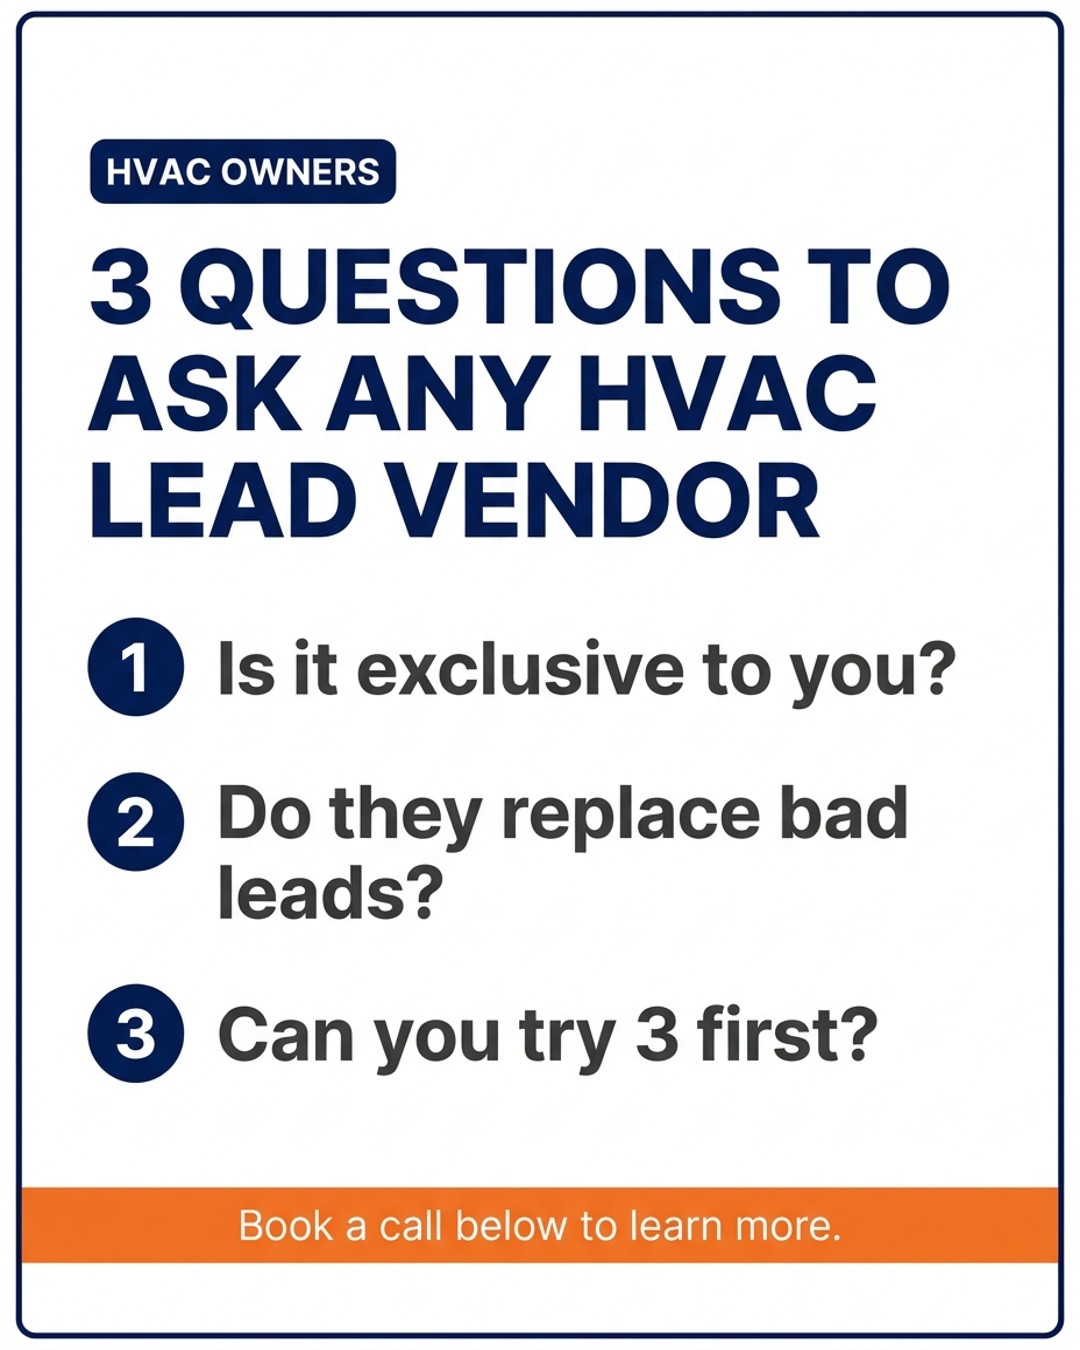 HVAC OWNERS
3 QUESTIONS TO
ASK ANY HVAC
LEAD VENDOR
1 Is it exclusive to you?
2 Do they replace bad
leads?
3 Can you try 3 first?
Book a call below to learn more.